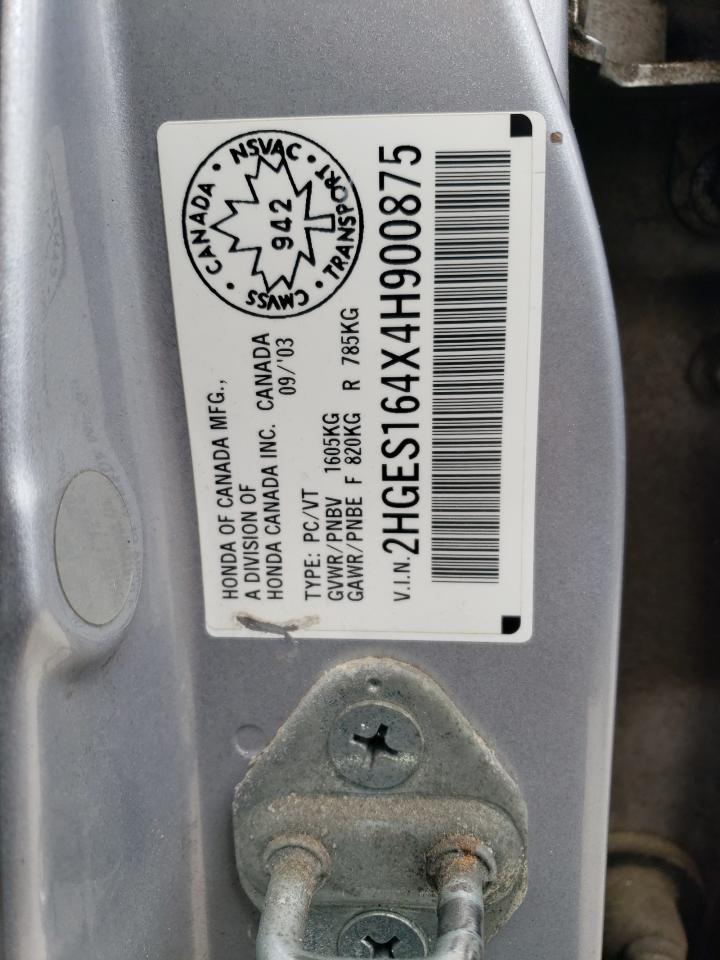 HONDA OF CANADA MFG.,
A DIVISION OF
HONDA CANADA INC. CANADA
09/'03
TYPE: PC/VT
GVWR/PNBV 1605KG
GAWR/PNBE F 820KG R 785KG
V.I.N. 2HGES164X4H900875
CANADA • NSVAC • TRANSPORT • CMVSS •
942